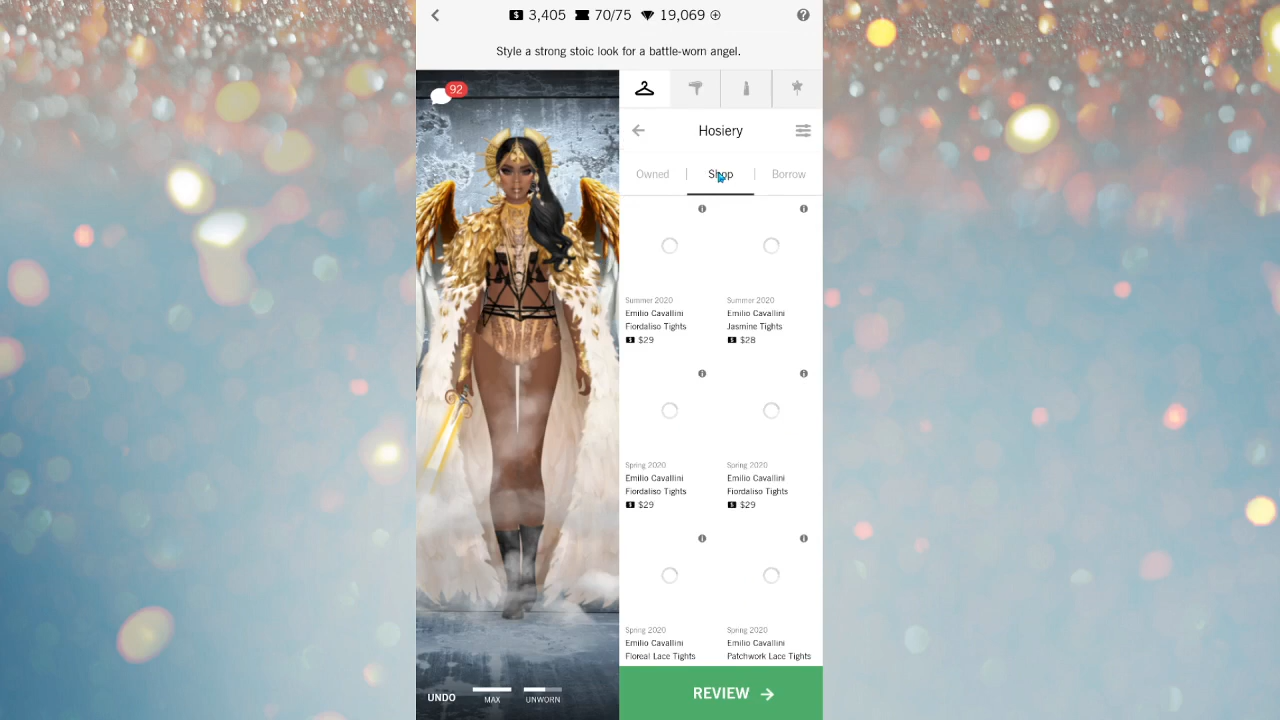 3,405 70/75 19,069
Style a strong stoic look for a battle-worn angel.
92
Hosiery
Owned Shop Borrow
Summer 2020
Emilio Cavallini
Fiordaliso Tights
$29
Summer 2020
Emilio Cavallini
Jasmine Tights
$28
Spring 2020
Emilio Cavallini
Fiordaliso Tights
$29
Spring 2020
Emilio Cavallini
Fiordaliso Tights
$29
Spring 2020
Emilio Cavallini
Floreal Lace Tights
Spring 2020
Emilio Cavallini
Patchwork Lace Tights
UNDO MAX UNWORN
REVIEW